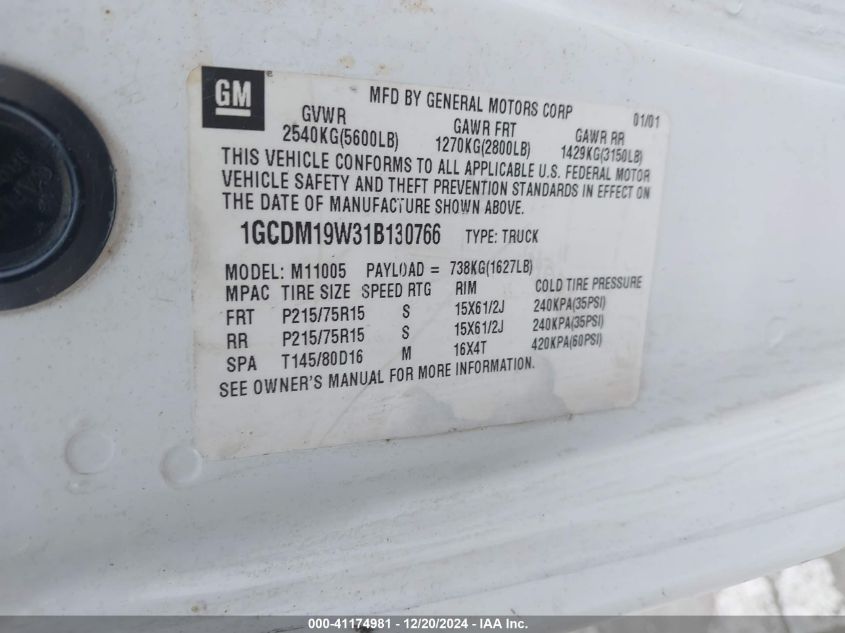 GM
MFD BY GENERAL MOTORS CORP 01/01
GVWR GAWR FRT GAWR RR
2540KG(5600LB) 1270KG(2800LB) 1429KG(3150LB)
THIS VEHICLE CONFORMS TO ALL APPLICABLE U.S. FEDERAL MOTOR
VEHICLE SAFETY AND THEFT PREVENTION STANDARDS IN EFFECT ON
THE DATE OF MANUFACTURE SHOWN ABOVE.
1GCDM19W31B130766 TYPE: TRUCK
MODEL: M11005 PAYLOAD = 738KG(1627LB)
MPAC TIRE SIZE SPEED RTG RIM COLD TIRE PRESSURE
FRT P215/75R15 S 15X61/2J 240KPA(35PSI)
RR P215/75R15 S 15X61/2J 240KPA(35PSI)
SPA T145/80D16 M 16X4T 420KPA(60PSI)
SEE OWNER'S MANUAL FOR MORE INFORMATION.
000-41174981 - 12/20/2024 - IAA Inc.